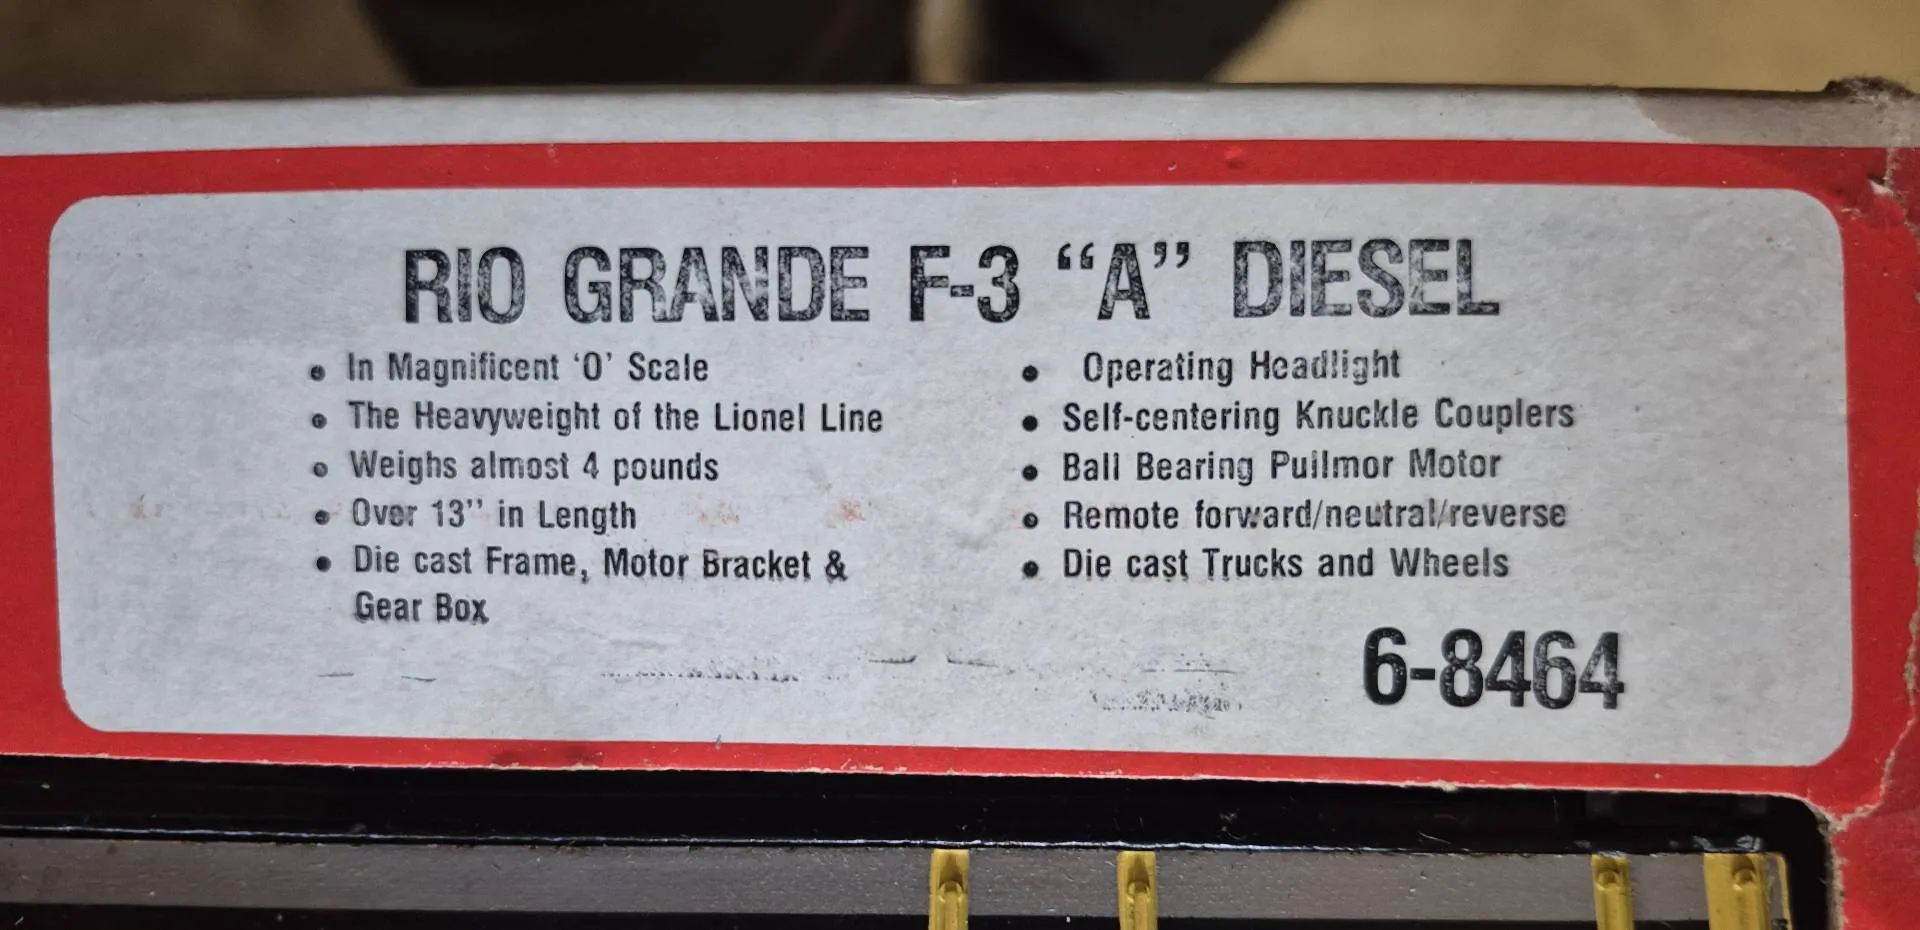 RIO GRANDE F-3 “A” DIESEL
• In Magnificent ‘O’ Scale
• The Heavyweight of the Lionel Line
• Weighs almost 4 pounds
• Over 13” in Length
• Die cast Frame, Motor Bracket &
Gear Box
• Operating Headlight
• Self-centering Knuckle Couplers
• Ball Bearing Pullmor Motor
• Remote forward/neutral/reverse
• Die cast Trucks and Wheels
6-8464